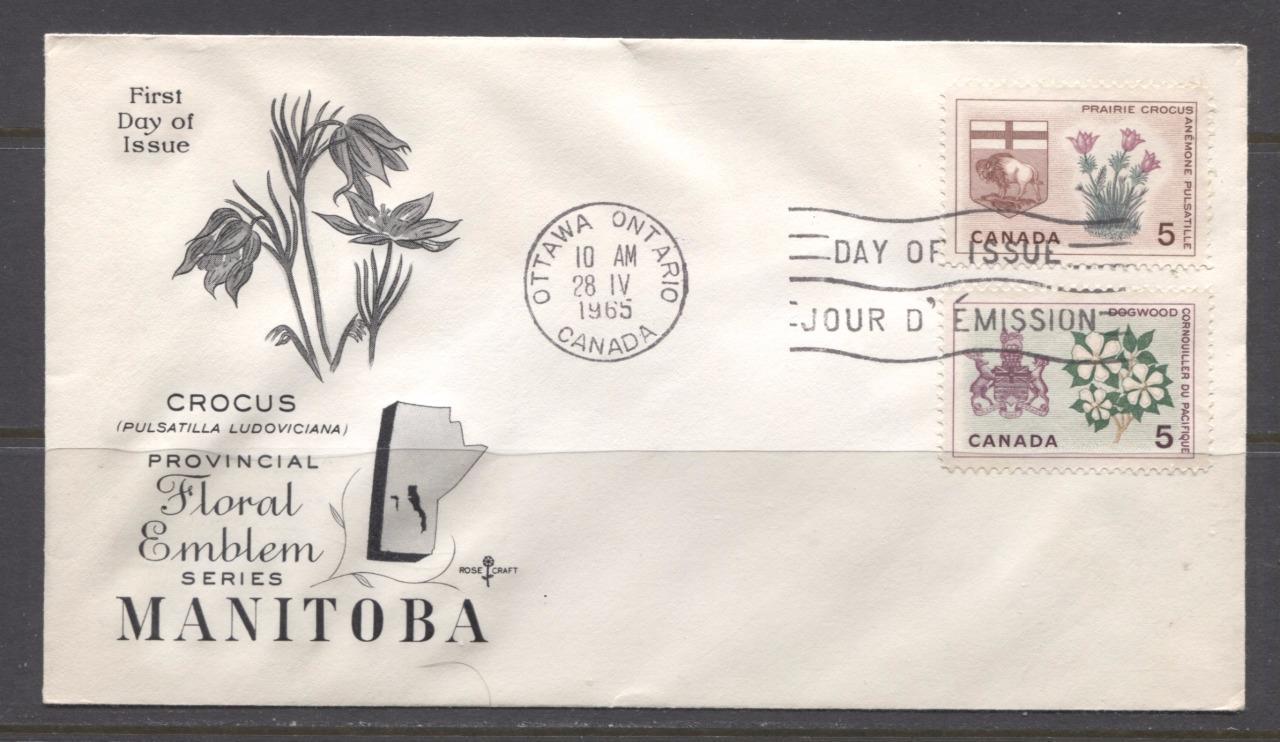 First
Day of
Issue
CROCUS
(PULSATILLA LUDOVICIANA)
PROVINCIAL
Floral
Emblem
SERIES
MANITOBA
ROSE CRAFT
OTTAWA ONTARIO
10 AM
28 IV
1965
CANADA
DAY OF ISSUE
JOUR D'ÉMISSION
PRAIRIE CROCUS
ANÉMONE PULSATILLE
CANADA 5
DOGWOOD
CORNOUILLER DU PACIFIQUE
CANADA 5